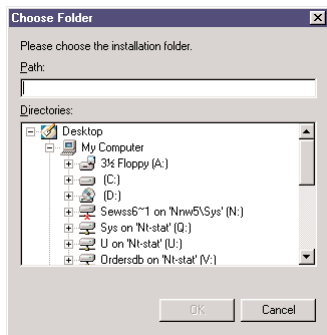 Choose Folder
Please choose the installation folder.
Path:
Directories:
Desktop
My Computer
3½ Floppy (A:)
(C:)
(D:)
Sewss6~1 on 'Nnw5\Sys' (N:)
Sys on 'Nt-stat' (Q:)
U on 'Nt-stat' (U:)
Ordersdb on 'Nt-stat' (V:)
OK
Cancel